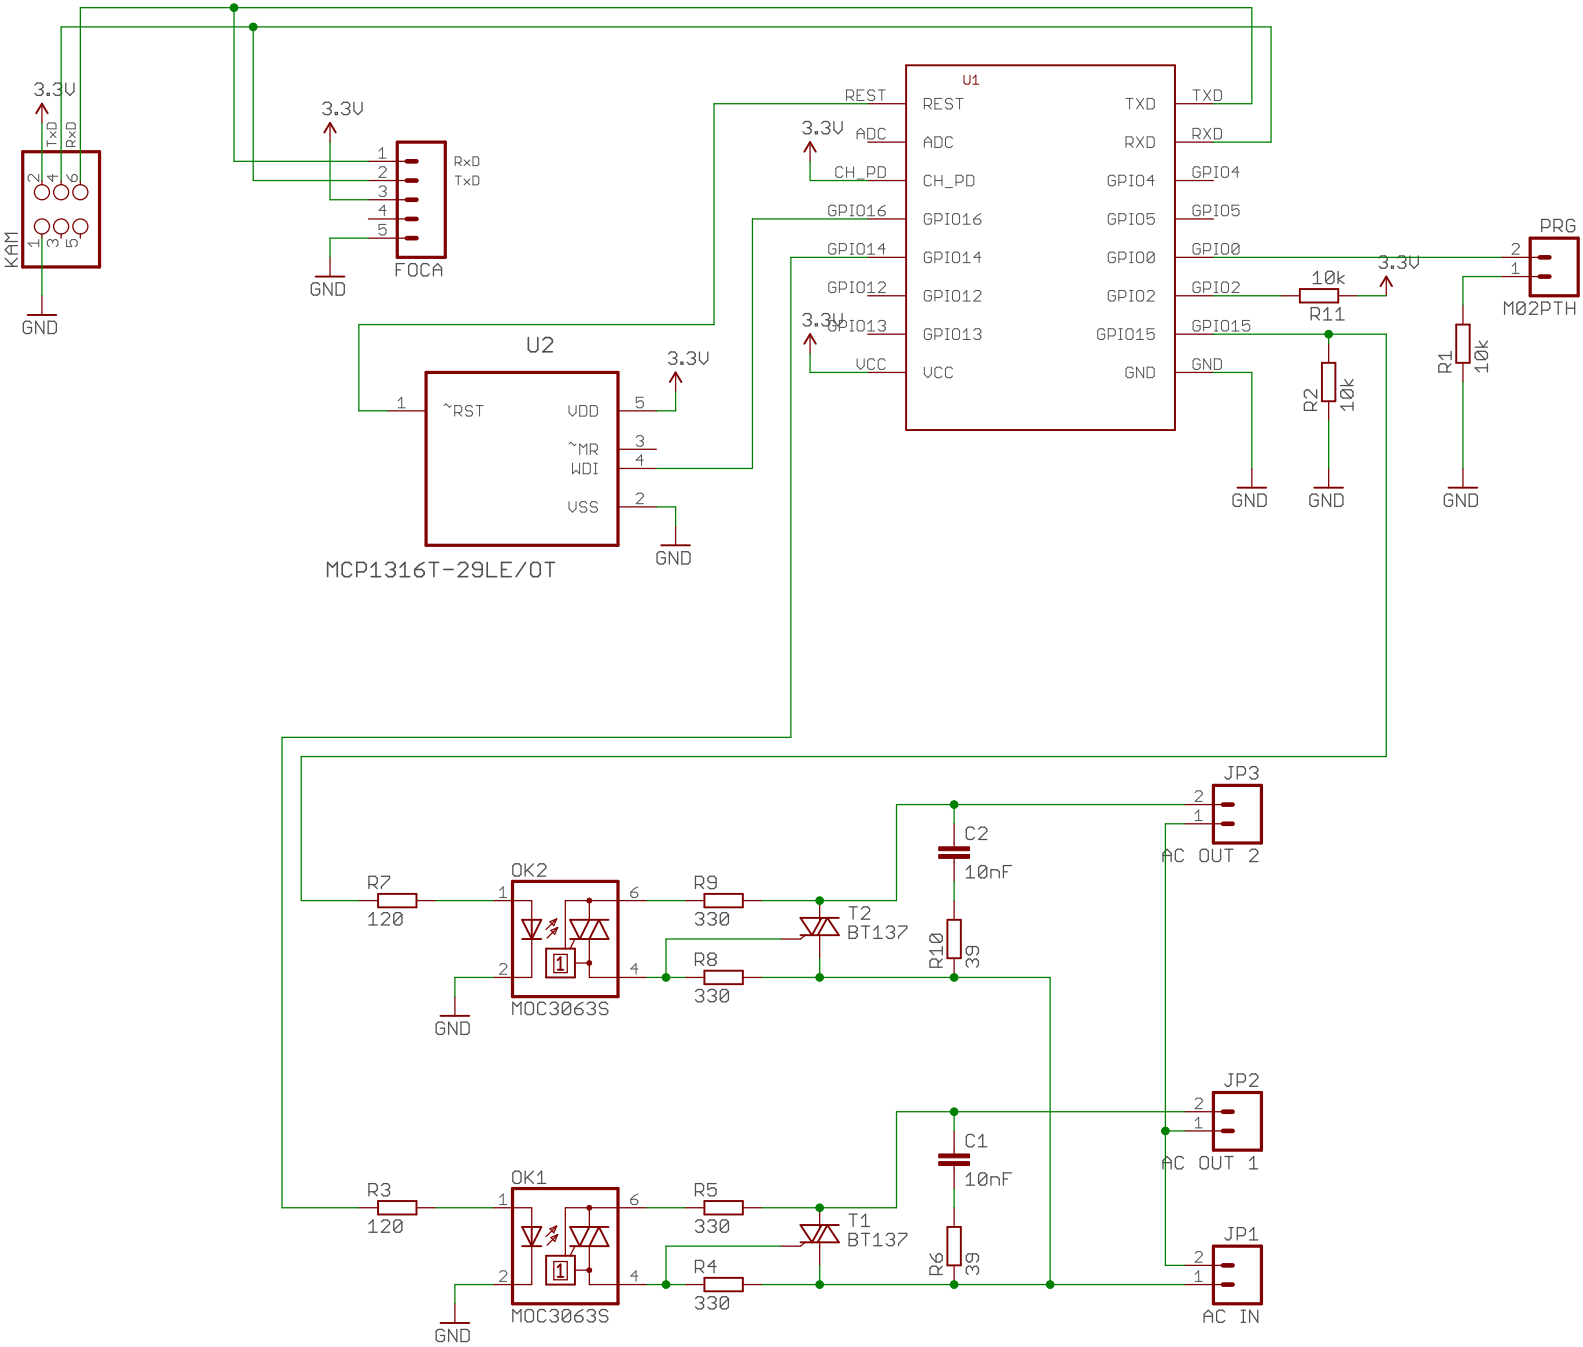 3.3V
TxD
RxD
2
4
6
1
3
5
KAM
GND
3.3V
1
2
3
4
5
RxD
TxD
FOCA
GND
U1
REST
REST
TXD
TXD
3.3V
ADC
ADC
RXD
RXD
CH_PD
CH_PD
GPIO4
GPIO4
GPIO16
GPIO16
GPIO5
GPIO5
GPIO14
GPIO14
GPIO0
GPIO0
GPIO12
GPIO12
GPIO2
GPIO2
3.3V
GPIO13
GPIO13
GPIO15
GPIO15
VCC
VCC
GND
GND
10k
R11
3.3V
PRG
2
1
M02PTH
R1
10k
R2
10k
GND
GND
GND
U2
3.3V
1
~RST
VDD
5
~MR
3
WDI
4
VSS
2
GND
MCP1316T-29LE/OT
JP3
2
1
AC OUT 2
C2
10nF
R10
39
R7
120
OK2
1
2
6
4
1
MOC3063S
GND
R9
330
R8
330
T2
BT137
JP2
2
1
AC OUT 1
C1
10nF
R6
39
R3
120
OK1
1
2
6
4
1
MOC3063S
GND
R5
330
R4
330
T1
BT137
JP1
2
1
AC IN